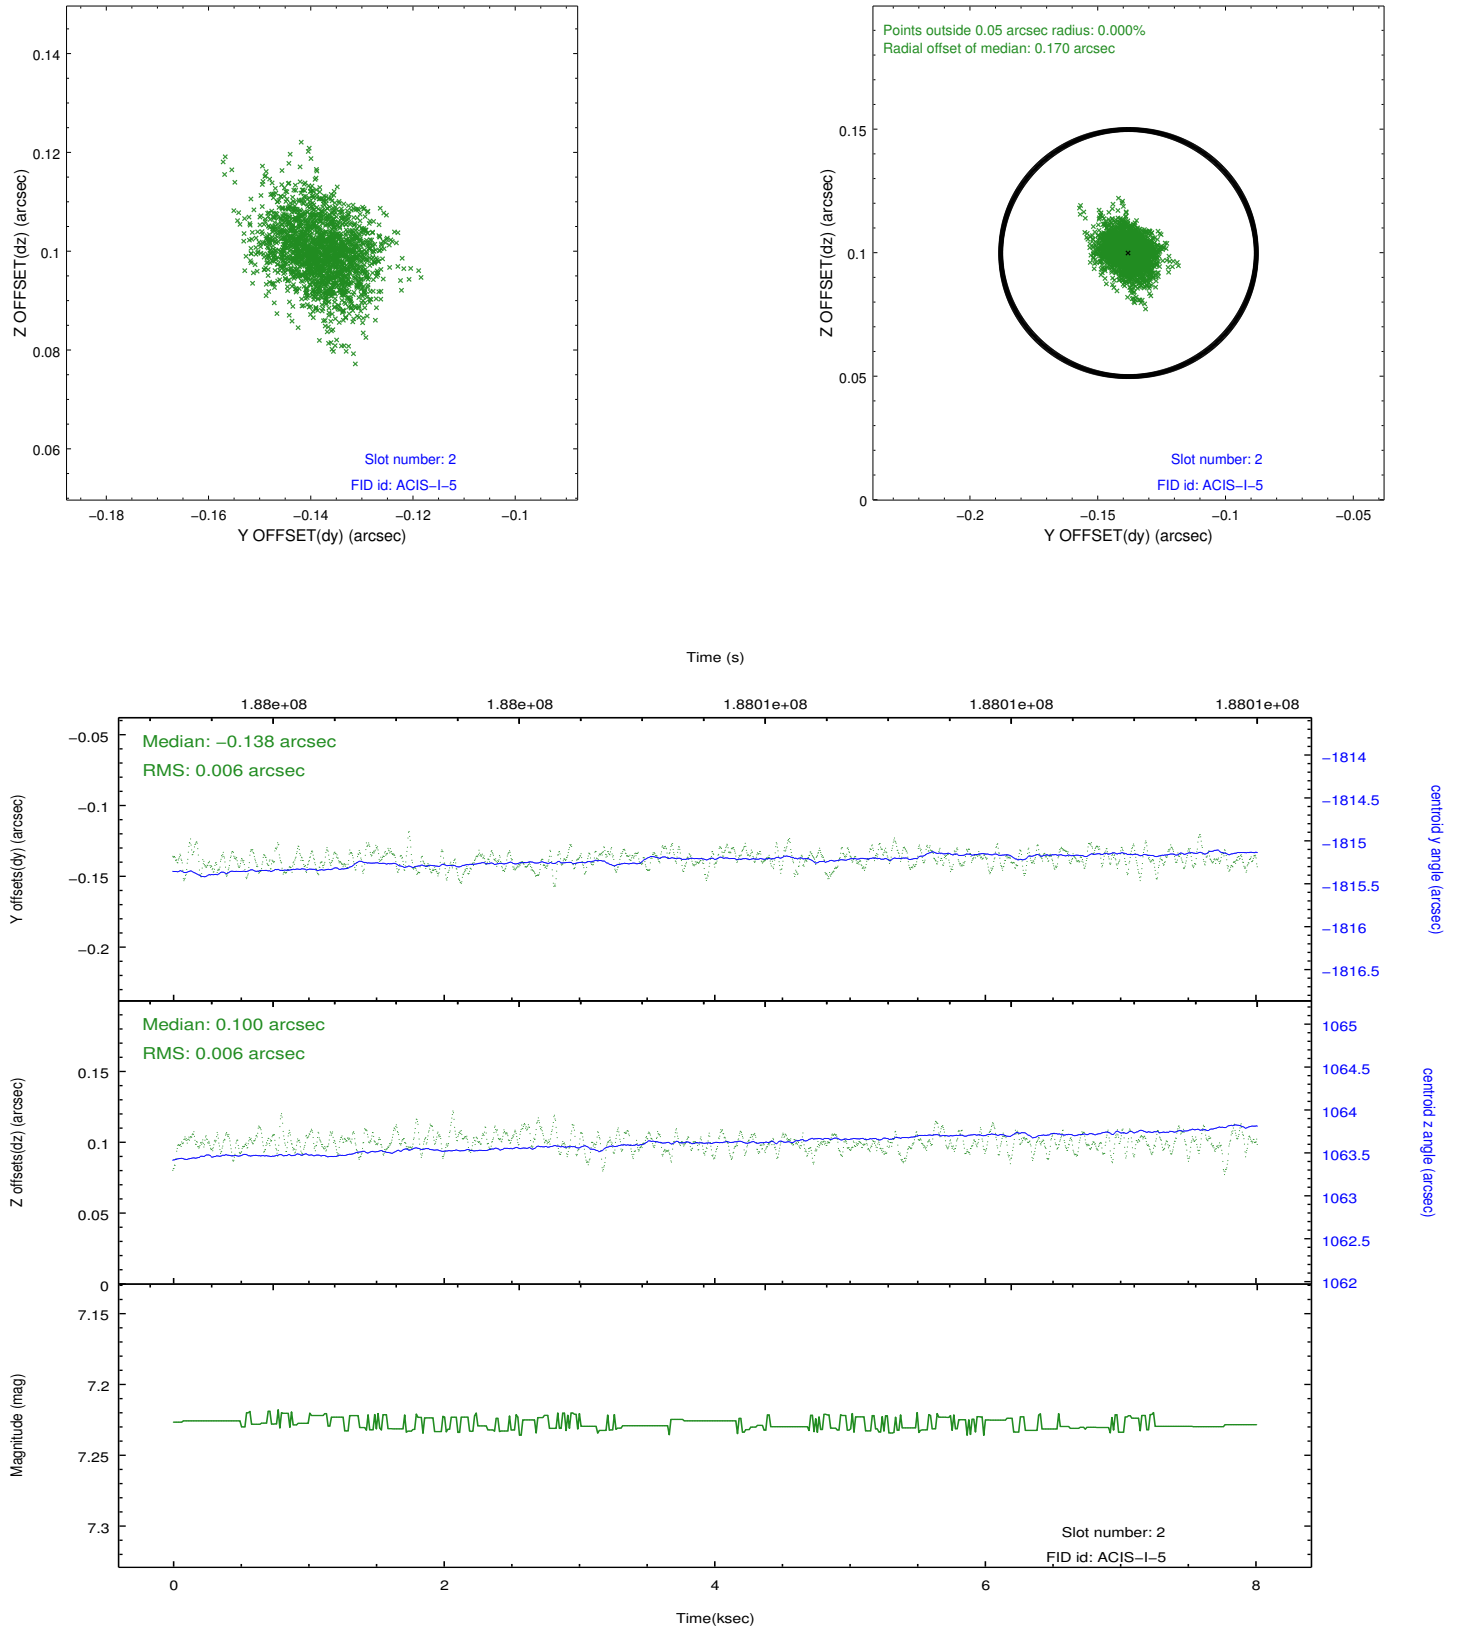 0.14
0.12
0.1
0.08
0.06
Z OFFSET(dz) (arcsec)
Slot number: 2
FID id: ACIS−I−5
−0.18 −0.16 −0.14 −0.12 −0.1
Y OFFSET(dy) (arcsec)
Points outside 0.05 arcsec radius: 0.000%
Radial offset of median: 0.170 arcsec
0.15
0.1
0.05
0
Z OFFSET(dz) (arcsec)
Slot number: 2
FID id: ACIS−I−5
−0.2 −0.15 −0.1 −0.05
Y OFFSET(dy) (arcsec)
Time (s)
1.88e+08 1.88e+08 1.8801e+08 1.8801e+08 1.8801e+08
Median: −0.138 arcsec
RMS: 0.006 arcsec
−0.05
−0.1
−0.15
−0.2
Y offsets(dy) (arcsec)
−1814
−1814.5
−1815
−1815.5
−1816
−1816.5
centroid y angle (arcsec)
Median: 0.100 arcsec
RMS: 0.006 arcsec
0.15
0.1
0.05
0
Z offsets(dz) (arcsec)
1065
1064.5
1064
1063.5
1063
1062.5
1062
centroid z angle (arcsec)
7.15
7.2
7.25
7.3
Magnitude (mag)
Slot number: 2
FID id: ACIS−I−5
0 2 4 6 8
Time(ksec)